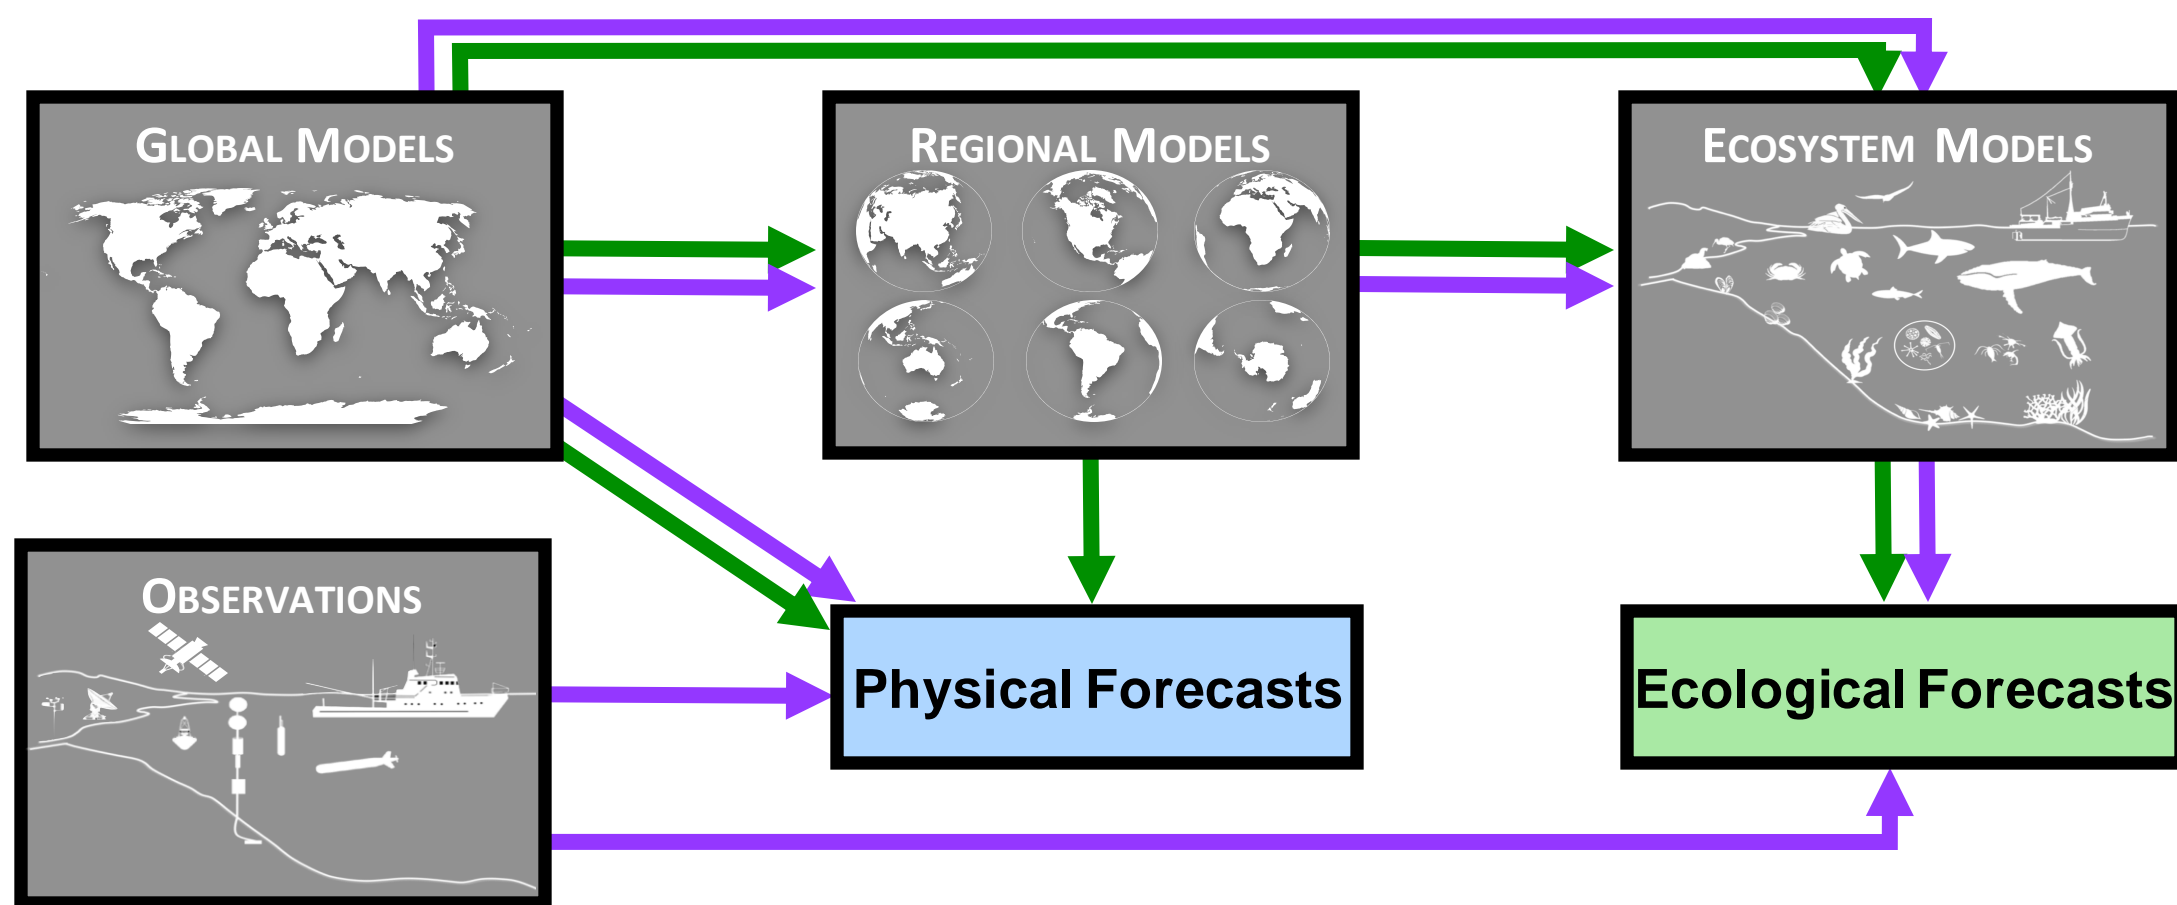 GLOBAL MODELS
REGIONAL MODELS
ECOSYSTEM MODELS
OBSERVATIONS
Physical Forecasts
Ecological Forecasts